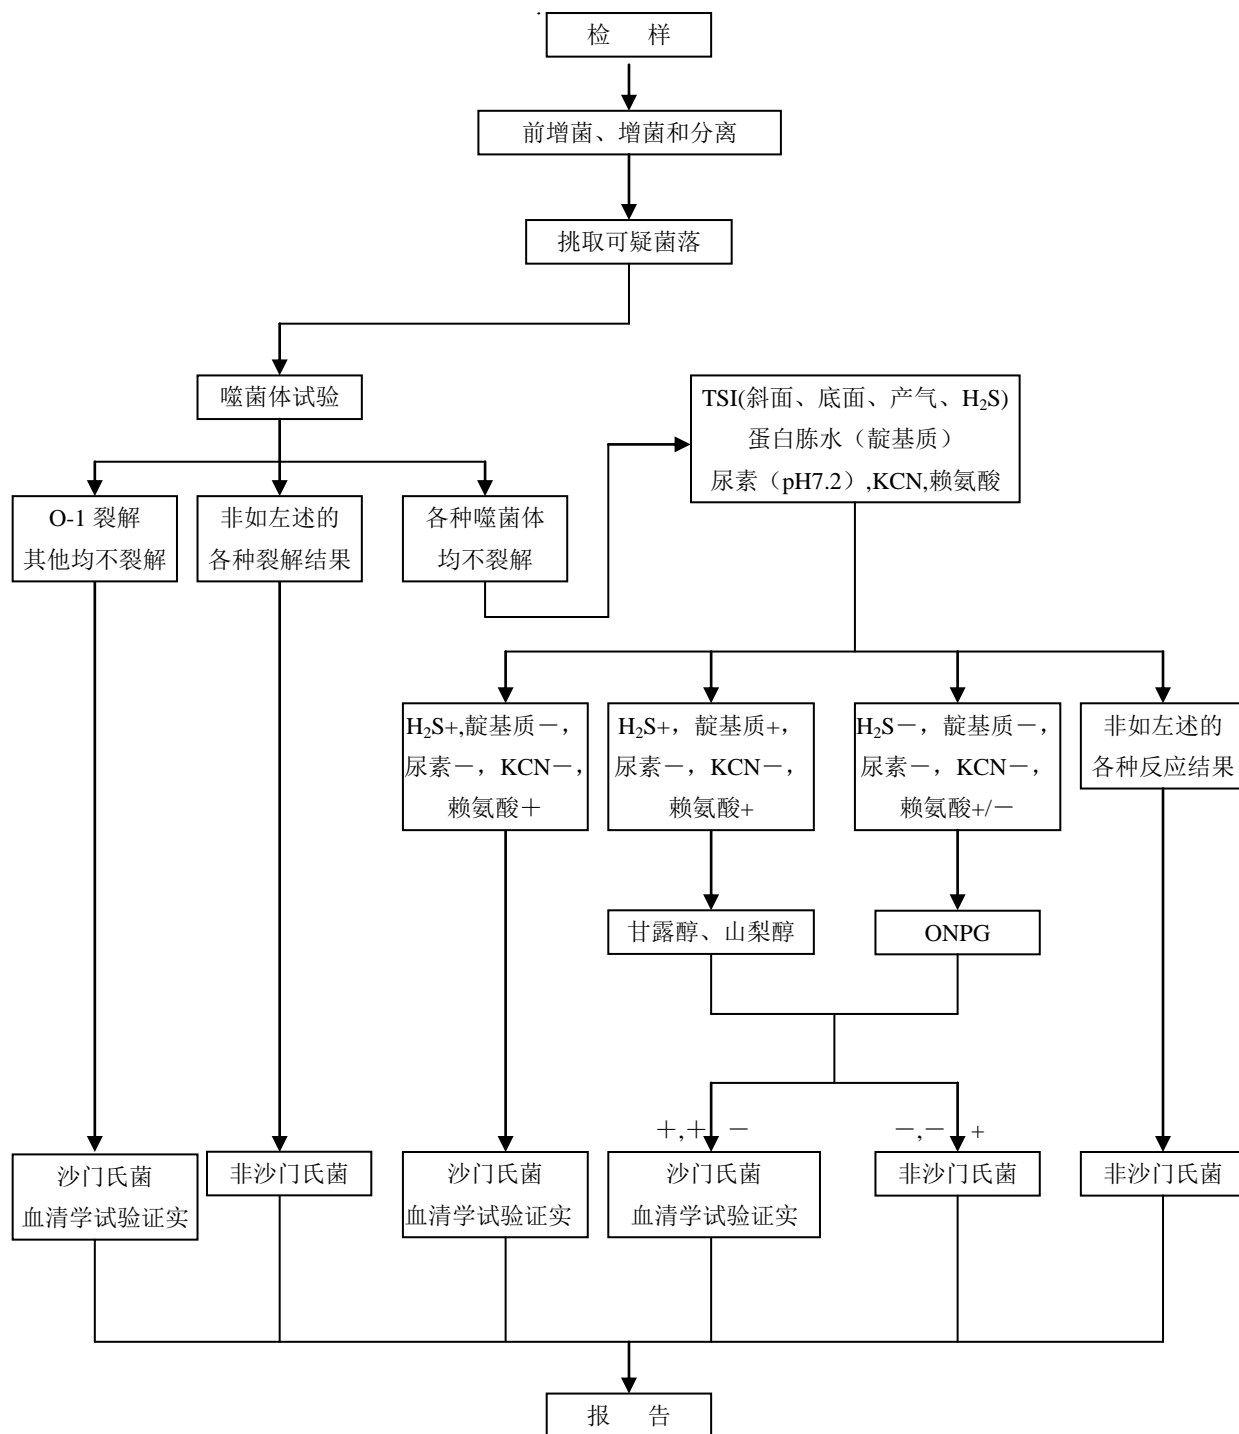 检 样
前增菌、增菌和分离
挑取可疑菌落
噬菌体试验
TSI(斜面、底面、产气、H₂S)
蛋白胨水（靛基质）
尿素（pH7.2）,KCN,赖氨酸
O-1 裂解
其他均不裂解
非如左述的
各种裂解结果
各种噬菌体
均不裂解
H₂S+,靛基质－，
尿素－，KCN－，
赖氨酸＋
H₂S+，靛基质+，
尿素－，KCN－，
赖氨酸+
H₂S－，靛基质－，
尿素－，KCN－，
赖氨酸+/－
非如左述的
各种反应结果
甘露醇、山梨醇
ONPG
＋,＋ －
－,－ +
沙门氏菌
血清学试验证实
非沙门氏菌
沙门氏菌
血清学试验证实
沙门氏菌
血清学试验证实
非沙门氏菌
非沙门氏菌
报 告